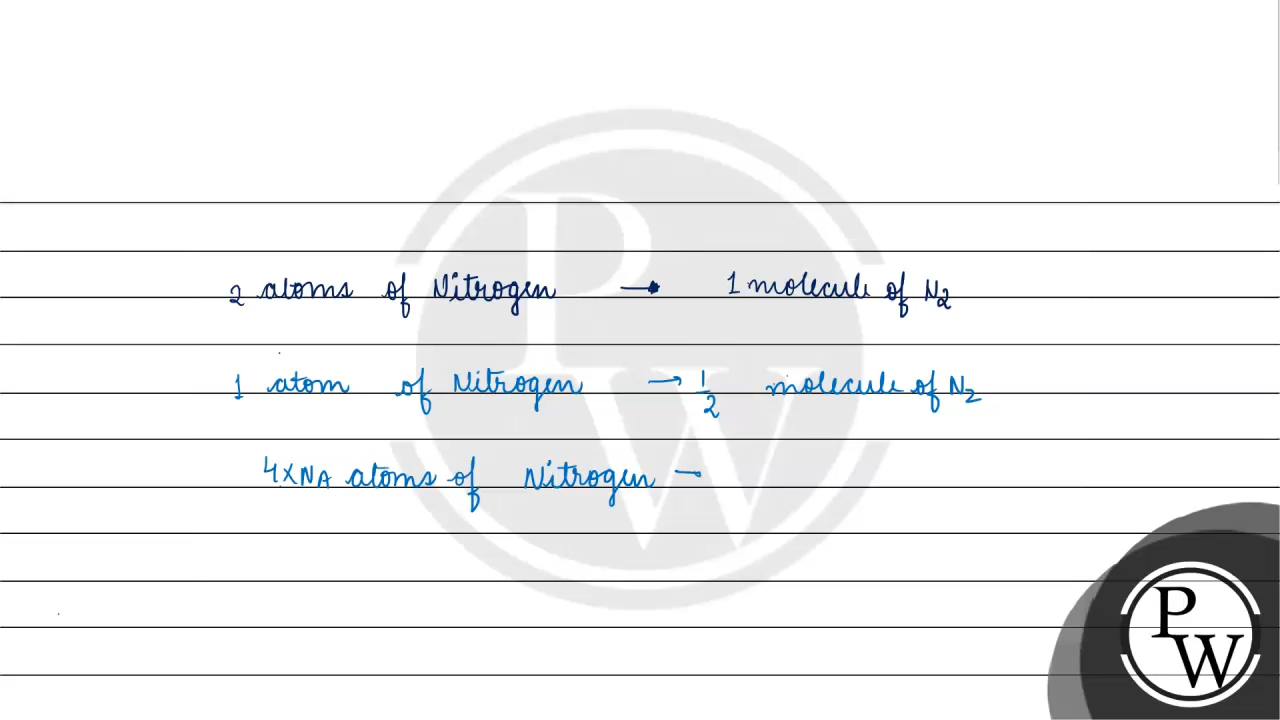 2 atoms of Nitrogen → 1 molecule of N2
1 atom of Nitrogen → 1/2 molecule of N2
4×NA atoms of Nitrogen →
P
W
P
W